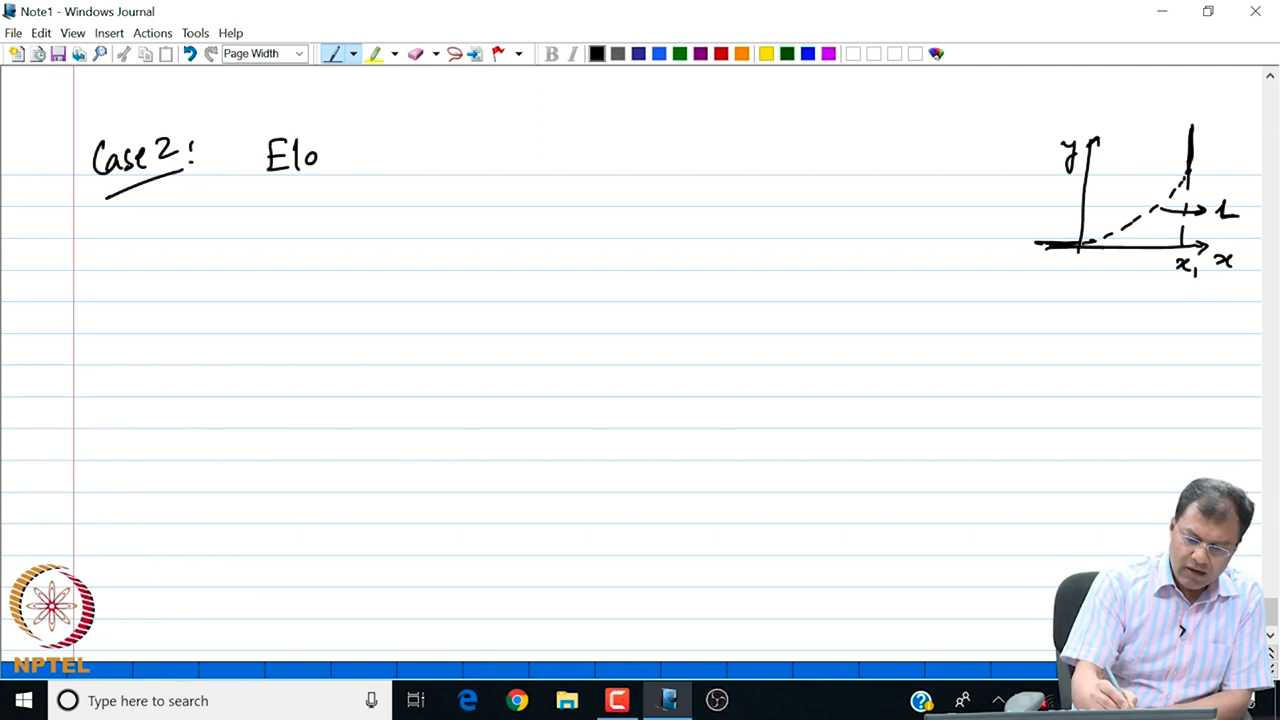 Note1 - Windows Journal
File Edit View Insert Actions Tools Help
Page Width
B I
Case 2: Elo
y
L
x₁ x
NPTEL
Type here to search